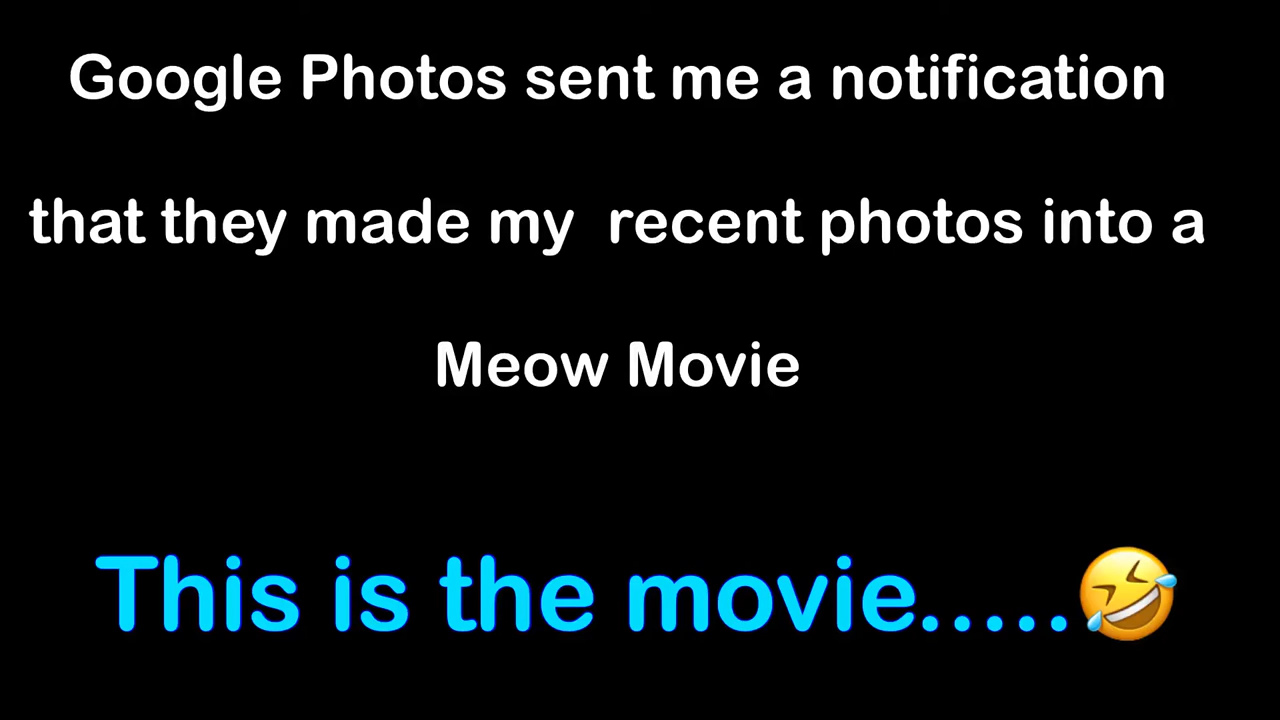 Google Photos sent me a notification
that they made my  recent photos into a
Meow Movie
This is the movie.....🤣